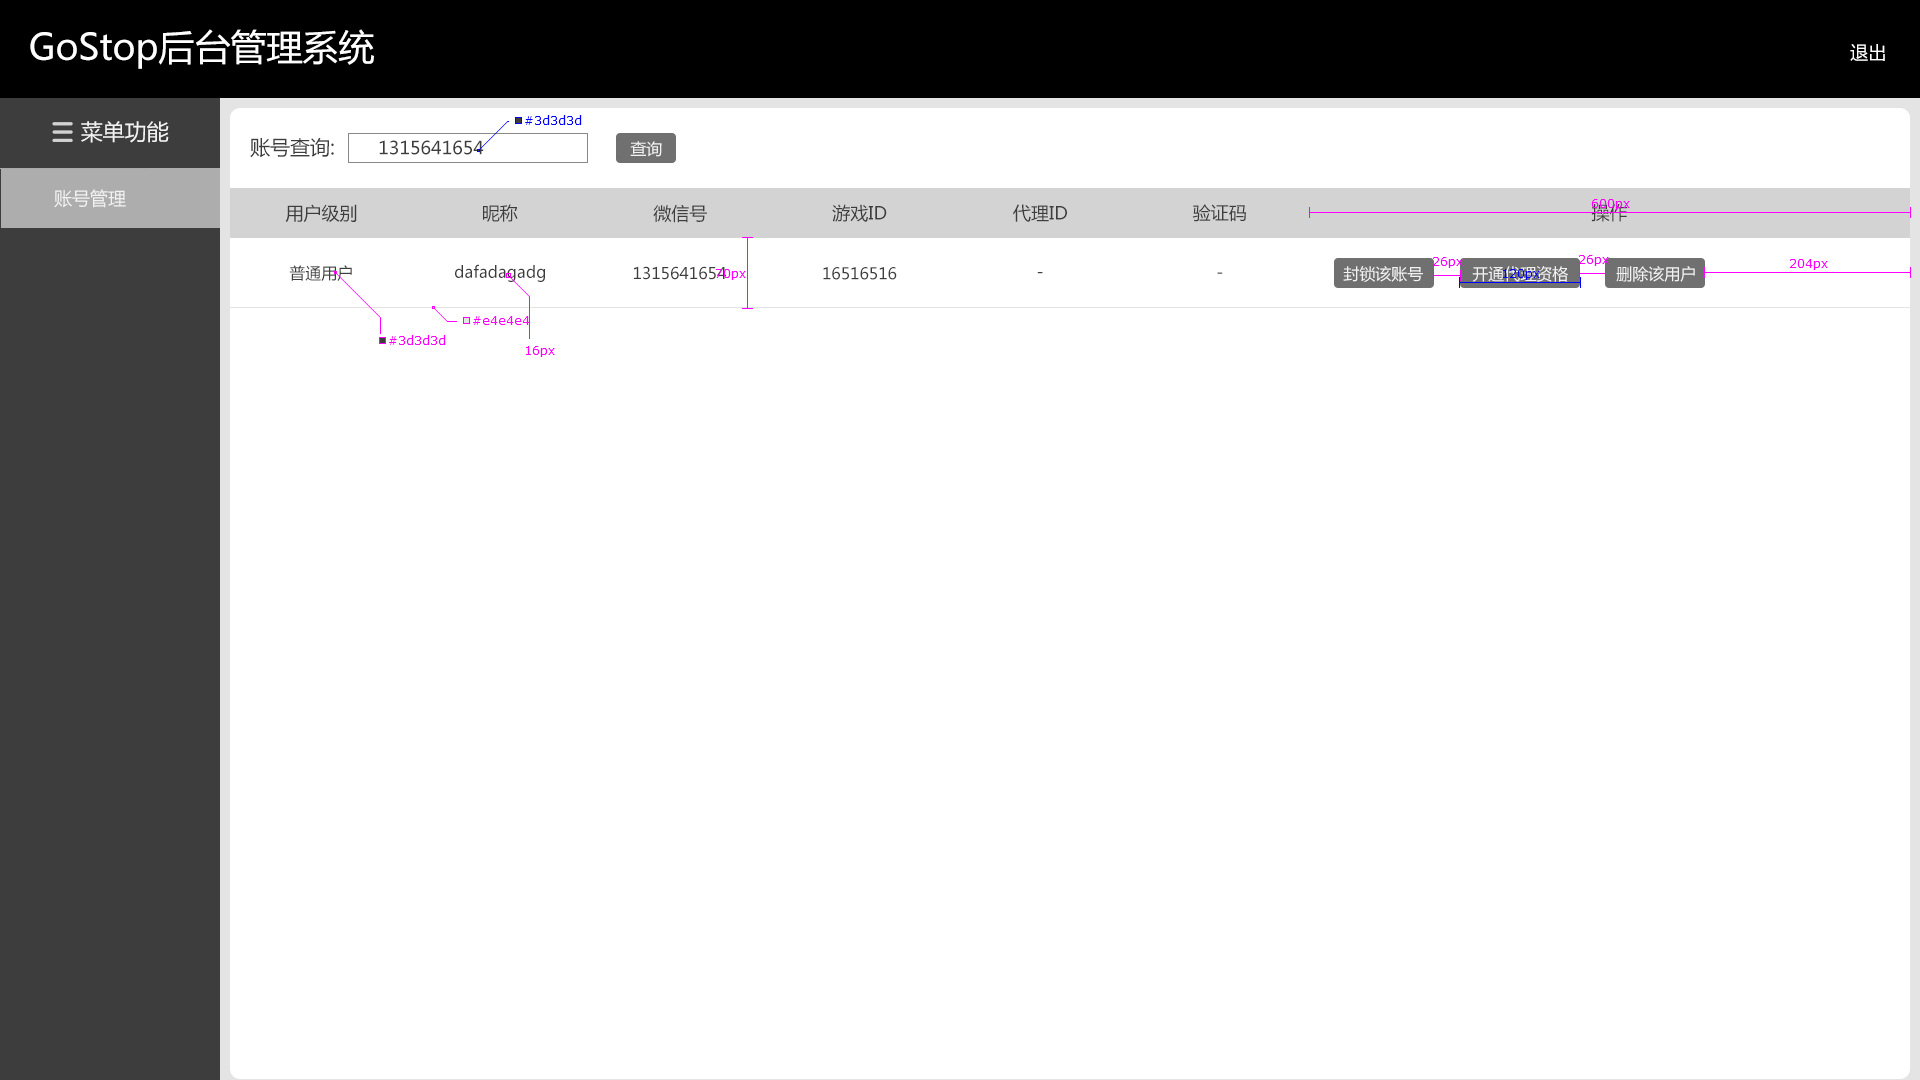 GoStop后台管理系统
退出
菜单功能
账号管理
#3d3d3d
账号查询: 1315641654 查询
600px
用户级别 昵称 微信号 游戏ID 代理ID 验证码 操作
普通用户 dafadagadg 1315641654 70px 16516516 - - 封锁该账号 26px 开通代理资格 120px 26px 删除该用户 204px
#e4e4e4
#3d3d3d
16px